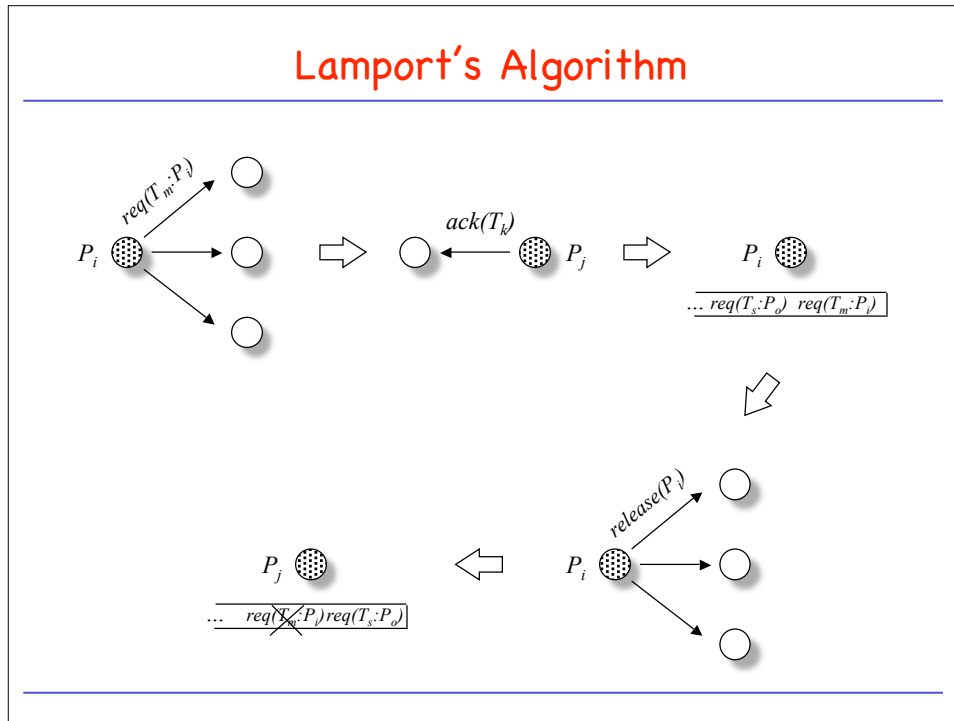 Lamport's Algorithm
req(Tm:Pi)
Pi
ack(Tk)
Pj
Pi
... req(Ts:Po) req(Tm:Pi)
release(Pi)
Pi
Pj
... req(Tm:Pi) req(Ts:Po)